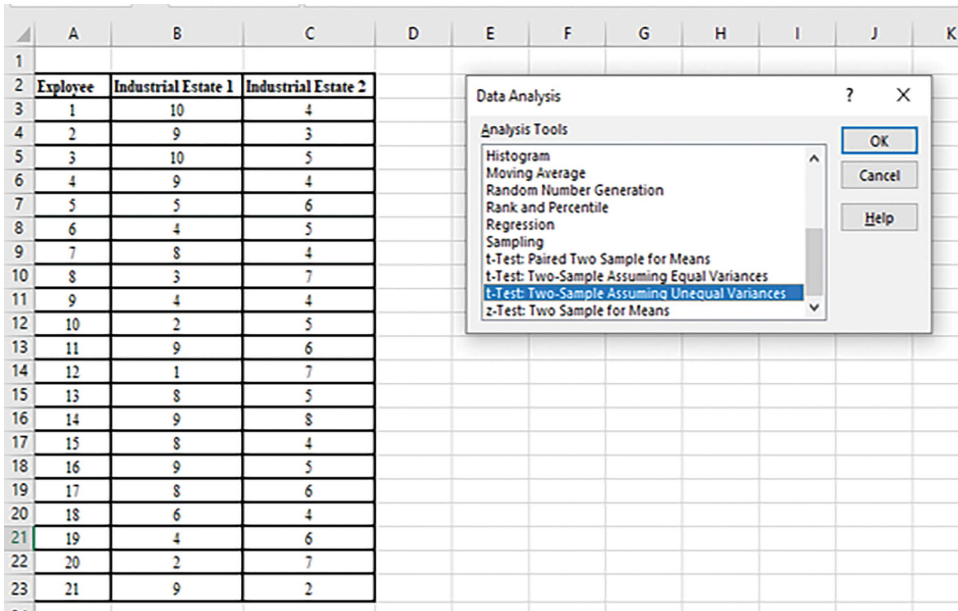 A B C D E F G H I J K
1
2 Exployee Industrial Estate 1 Industrial Estate 2
3 1 10 4
4 2 9 3
5 3 10 5
6 4 9 4
7 5 5 6
8 6 4 5
9 7 8 4
10 8 3 7
11 9 4 4
12 10 2 5
13 11 9 6
14 12 1 7
15 13 8 5
16 14 9 8
17 15 8 4
18 16 9 5
19 17 8 6
20 18 6 4
21 19 4 6
22 20 2 7
23 21 9 2
Data Analysis ? X
Analysis Tools
Histogram
Moving Average
Random Number Generation
Rank and Percentile
Regression
Sampling
t-Test: Paired Two Sample for Means
t-Test: Two-Sample Assuming Equal Variances
t-Test: Two-Sample Assuming Unequal Variances
z-Test: Two Sample for Means
OK
Cancel
Help